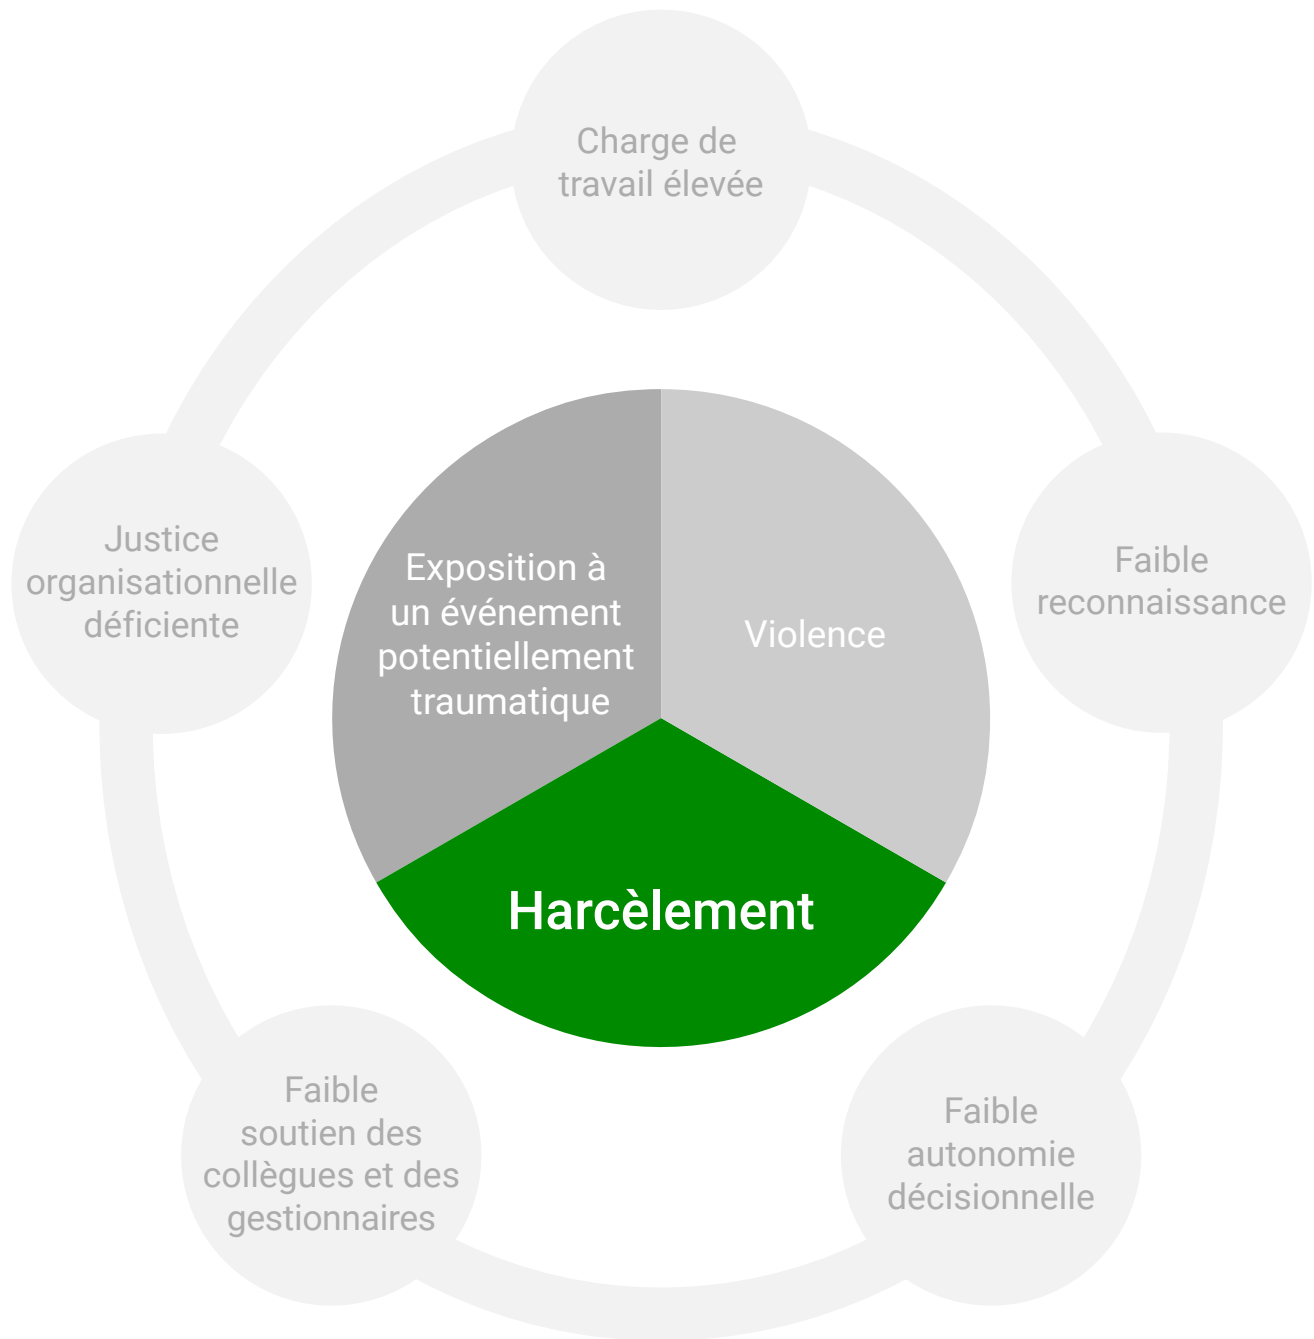 Charge de
travail élevée
Justice
organisationnelle
déficiente
Exposition à
un événement
potentiellement
traumatique
Violence
Faible
reconnaissance
Harcèlement
Faible
soutien des
collègues et des
gestionnaires
Faible
autonomie
décisionnelle